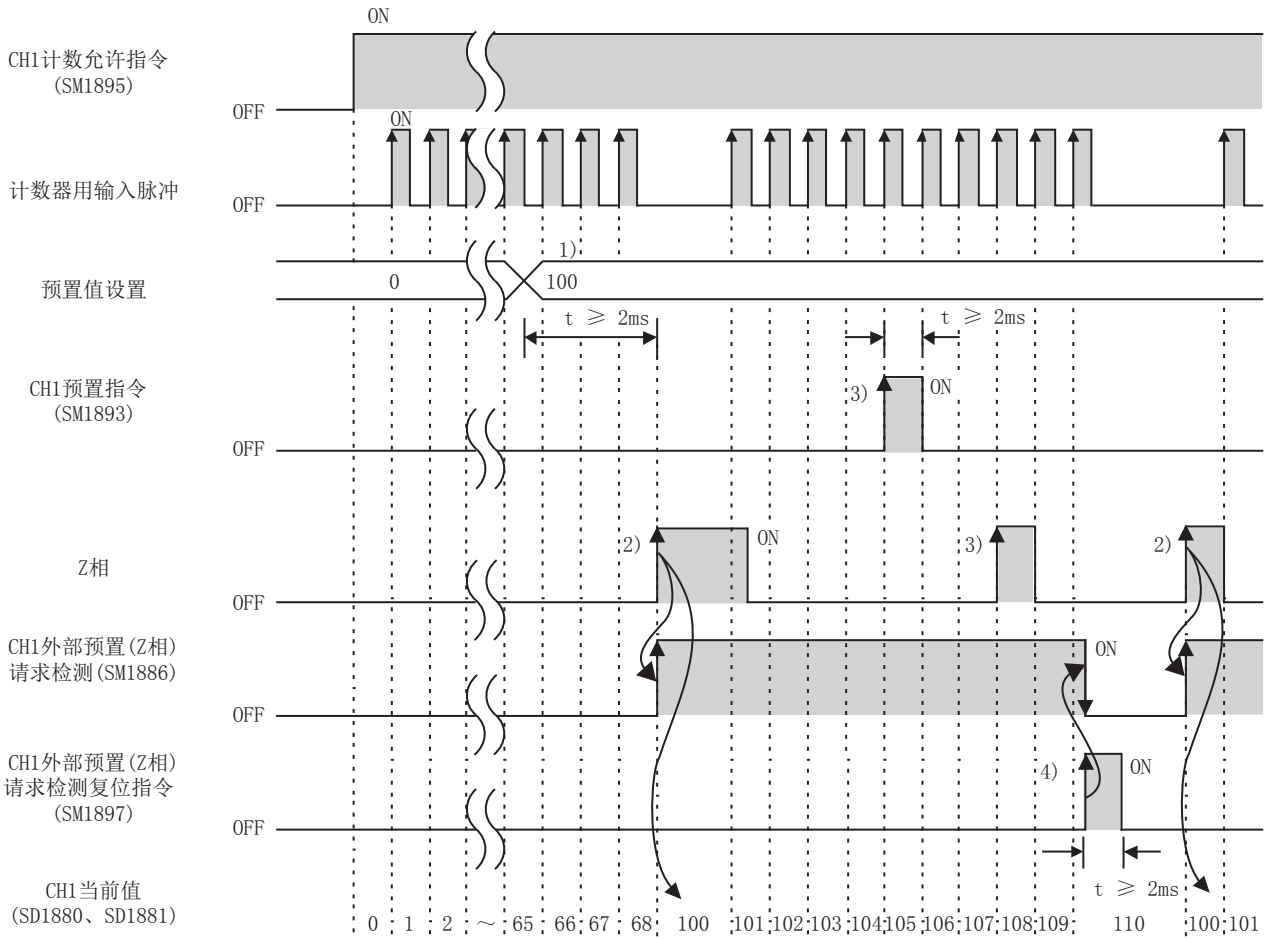 ON
CH1计数允许指令
(SM1895)
OFF
ON
计数器用输入脉冲
OFF
1)
预置值设置
0
100
t ≥ 2ms
t ≥ 2ms
CH1预置指令
(SM1893)
3)
ON
OFF
2)
ON
3)
2)
Z相
OFF
CH1外部预置(Z相)
请求检测(SM1886)
ON
OFF
CH1外部预置(Z相)
请求检测复位指令
(SM1897)
4)
ON
OFF
t ≥ 2ms
CH1当前值
(SD1880、SD1881)
0 1 2 ～ 65 66 67 68 100 101 102 103 104 105 106 107 108 109 110 100 101